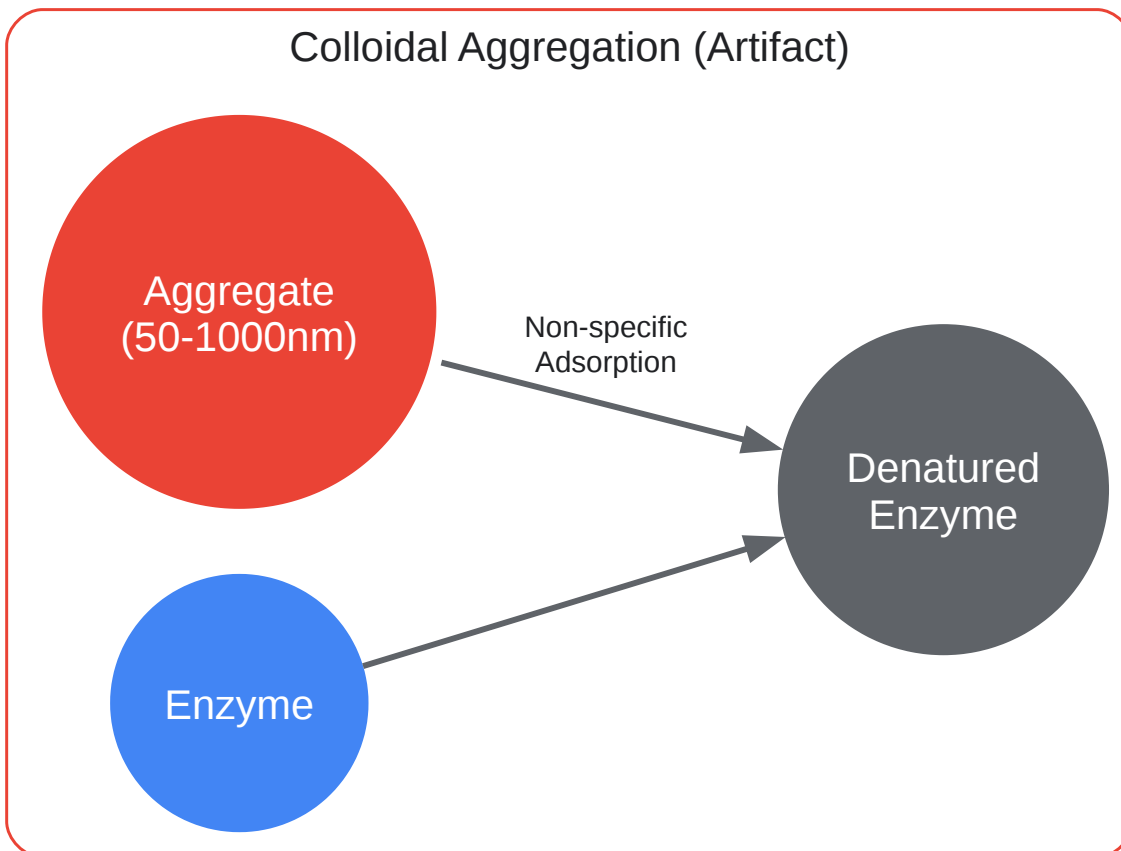 Colloidal Aggregation (Artifact)
Aggregate
(50-1000nm)
Non-specific
Adsorption
Denatured
Enzyme
Enzyme